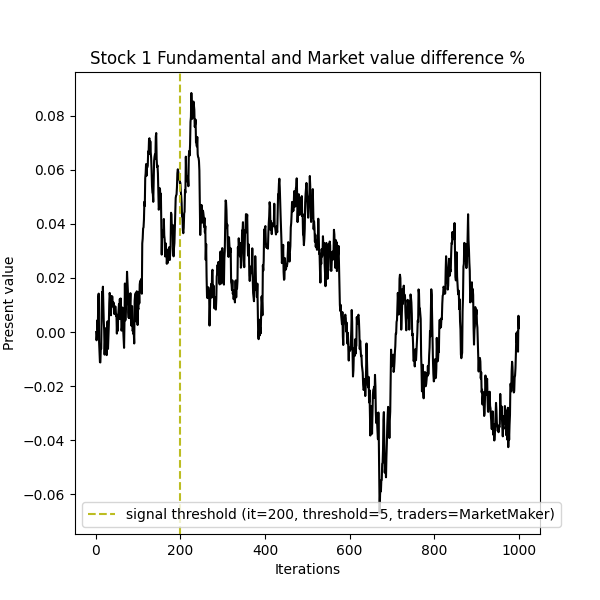 Stock 1 Fundamental and Market value difference %
Present value
0.08
0.06
0.04
0.02
0.00
−0.02
−0.04
−0.06
signal threshold (it=200, threshold=5, traders=MarketMaker)
0 200 400 600 800 1000
Iterations